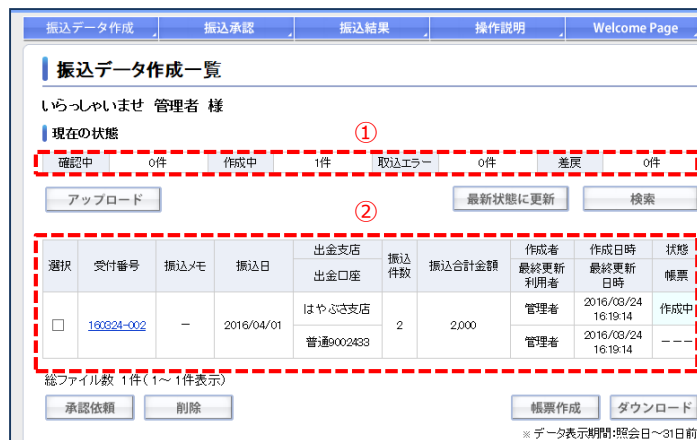 振込データ作成 振込承認 振込結果 操作説明 Welcome Page
振込データ作成一覧
いらっしゃいませ 管理者 様
現在の状態
①
確認中 0件 作成中 1件 取込エラー 0件 差戻 0件
アップロード 最新状態に更新 検索
②
選択 受付番号 振込メモ 振込日 出金支店 振込件数 振込合計金額 作成者 作成日時 状態
出金口座 最終更新利用者 最終更新日時 帳票
160324-002 － 2016/04/01 はやぶさ支店 2 2,000 管理者 2016/03/24 16:19:14 作成中
普通9002433 管理者 2016/03/24 16:19:14 －－－
総ファイル数 1件(1～ 1件表示)
承認依頼 削除 帳票作成 ダウンロード
※データ表示期間:照会日～31日前